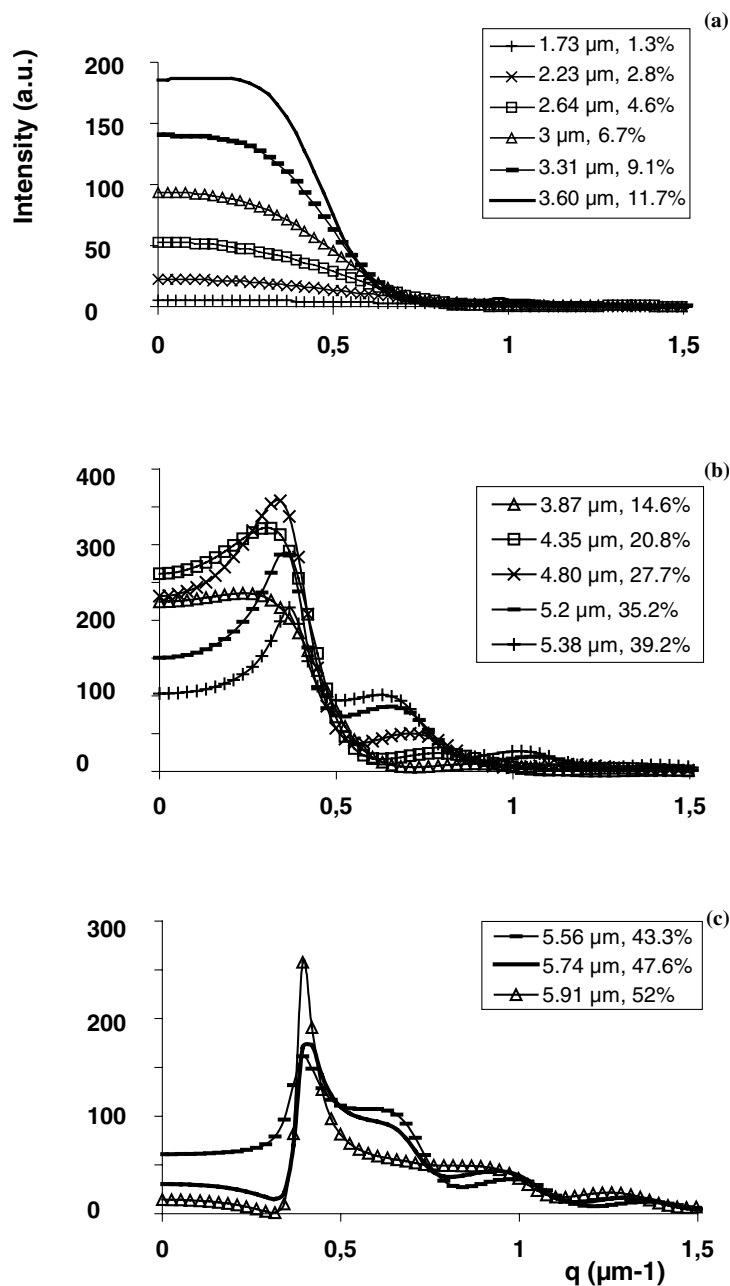 (a)
1.73 µm, 1.3%
2.23 µm, 2.8%
2.64 µm, 4.6%
3 µm, 6.7%
3.31 µm, 9.1%
3.60 µm, 11.7%
Intensity (a.u.)
200
150
100
50
0
0 0,5 1 1,5
(b)
3.87 µm, 14.6%
4.35 µm, 20.8%
4.80 µm, 27.7%
5.2 µm, 35.2%
5.38 µm, 39.2%
400
300
200
100
0
0 0,5 1 1,5
(c)
5.56 µm, 43.3%
5.74 µm, 47.6%
5.91 µm, 52%
300
200
100
0
0 0,5 1 1,5
q (µm-1)